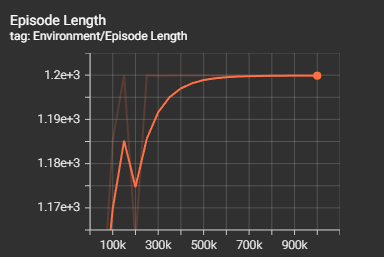 Episode Length
tag: Environment/Episode Length
1.2e+3
1.19e+3
1.18e+3
1.17e+3
100k 300k 500k 700k 900k